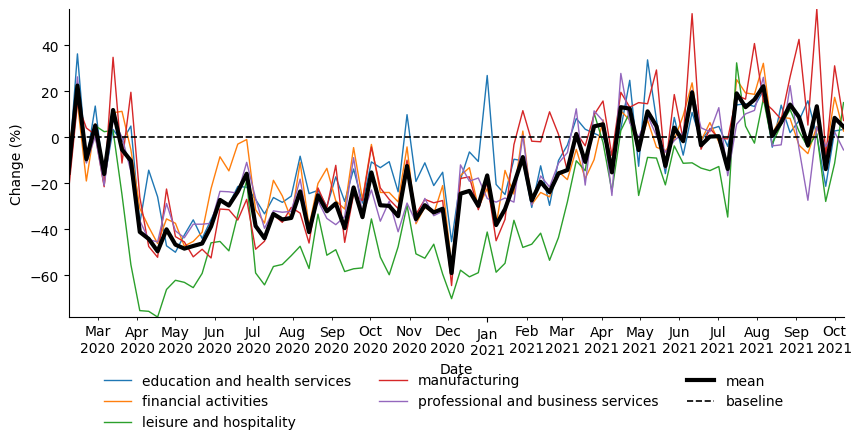 Change (%)
40
20
0
−20
−40
−60
Mar Apr May Jun Jul Aug Sep Oct Nov Dec Jan Feb Mar Apr May Jun Jul Aug Sep Oct
2020 2020 2020 2020 2020 2020 2020 2020 2020 2020 2021 2021 2021 2021 2021 2021 2021 2021 2021 2021
Date
education and health services manufacturing mean
financial activities professional and business services baseline
leisure and hospitality